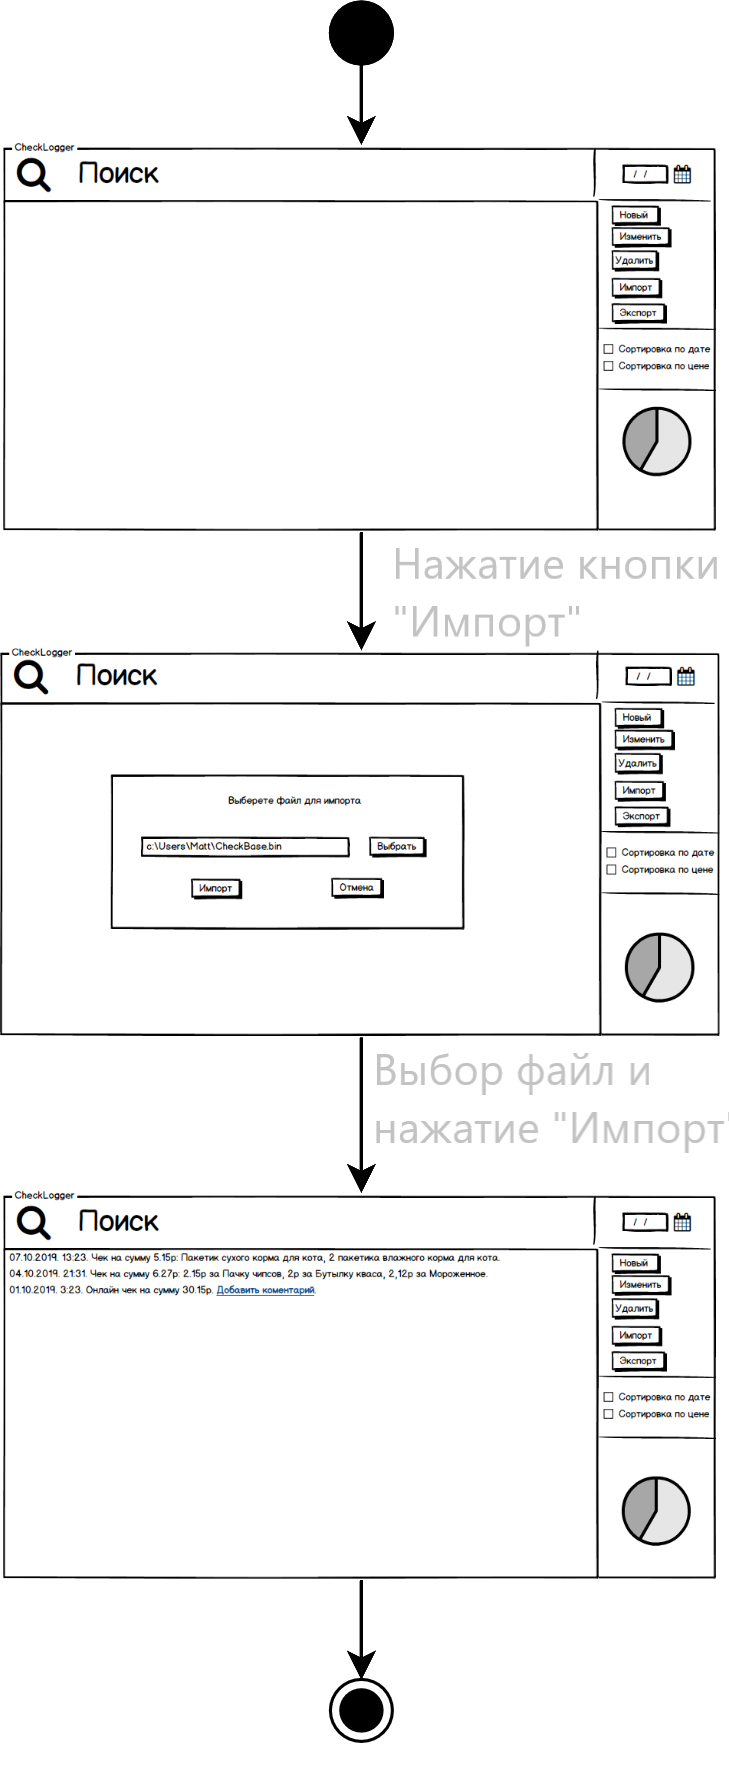 CheckLogger
Поиск
/ /
Новый
Изменить
Удалить
Импорт
Экспорт
Сортировка по дате
Сортировка по цене
Нажатие кнопки
"Импорт"
CheckLogger
Поиск
/ /
Новый
Изменить
Удалить
Импорт
Экспорт
Сортировка по дате
Сортировка по цене
Выберете файл для импорта
c:\Users\Matt\CheckBase.bin
Выбрать
Импорт
Отмена
Выбор файл и
нажатие "Импорт"
CheckLogger
Поиск
/ /
07.10.2019. 13:23. Чек на сумму 5.15р: Пакетик сухого корма для кота, 2 пакетика влажного корма для кота.
04.10.2019. 21:31. Чек на сумму 6.27р: 2.15р за Пачку чипсов, 2р за Бутылку кваса, 2,12р за Мороженное.
01.10.2019. 3:23. Онлайн чек на сумму 30.15р. Добавить коментарий.
Новый
Изменить
Удалить
Импорт
Экспорт
Сортировка по дате
Сортировка по цене